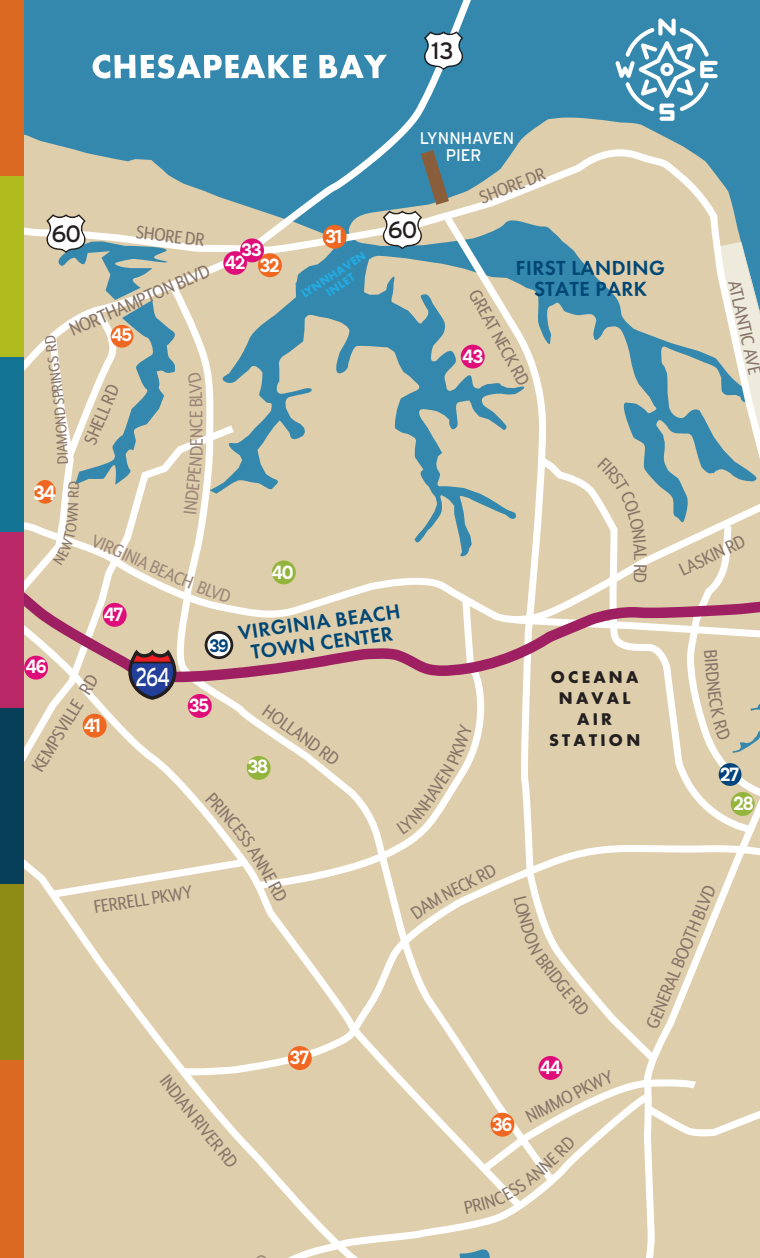 N
13
CHESAPEAKE BAY
W
E
S
LYNNHAVEN
PIER
SHORE DR
60
SHORE DR
60
31
33
42
32
LYNNHAVEN
INLET
FIRST LANDING
STATE PARK
NORTHAMPTON BLVD
ATLANTIC AVE
45
GREAT NECK RD
43
DIAMOND SPRINGS RD
SHELL RD
INDEPENDENCE BLVD
34
NEWTOWN RD
FIRST COLONIAL RD
LASKIN RD
VIRGINIA BEACH BLVD
40
47
39
VIRGINIA BEACH
TOWN CENTER
46
264
OCEANA
NAVAL
AIR
STATION
BIRDNECK RD
35
KEMPSVILLE RD
41
HOLLAND RD
38
LYNNHAVEN PKWY
27
28
PRINCESS ANNE RD
FERRELL PKWY
DAM NECK RD
LONDON BRIDGE RD
GENERAL BOOTH BLVD
37
44
INDIAN RIVER RD
NIMMO PKWY
36
PRINCESS ANNE RD